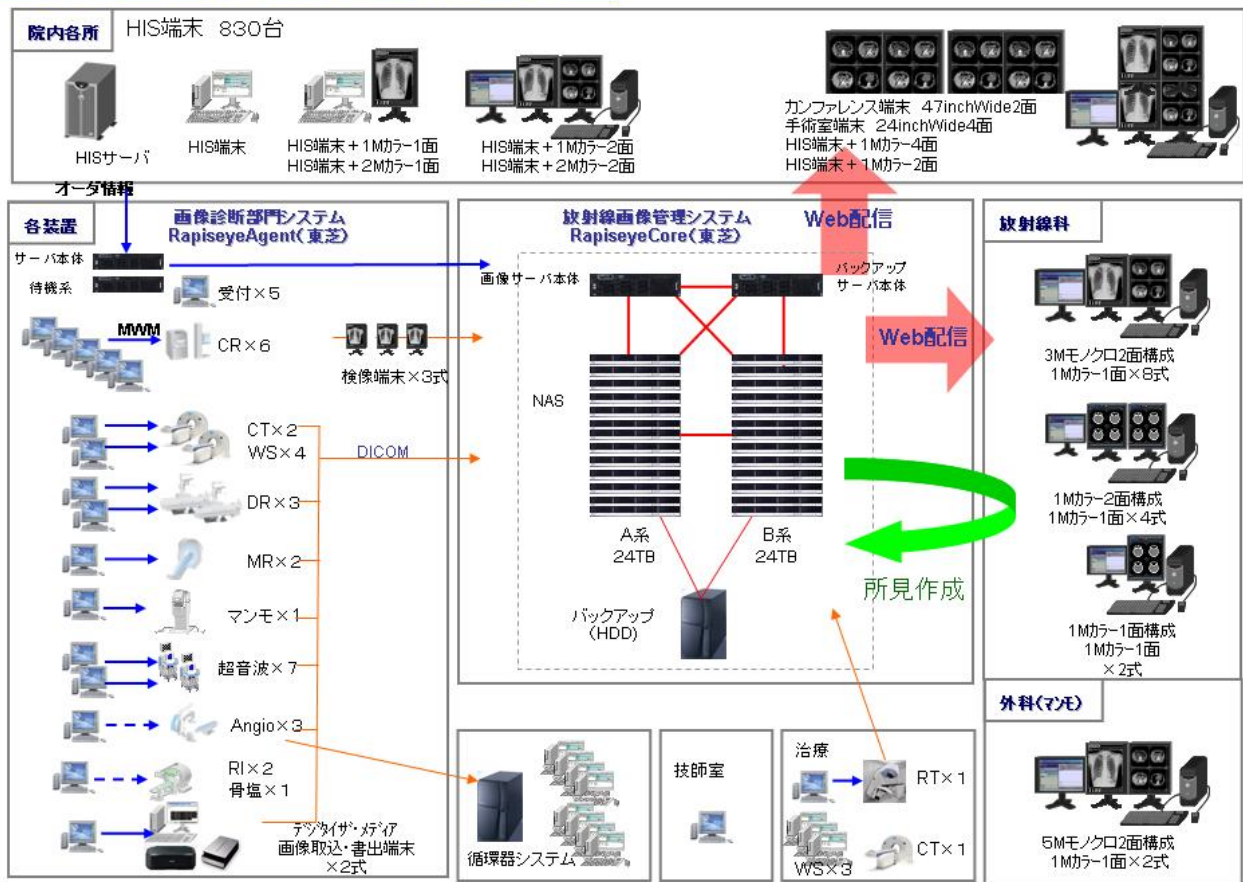 院内各所
HIS端末 830台
HISサーバ
HIS端末
HIS端末+1Mカラー1面
HIS端末+2Mカラー1面
HIS端末+1Mカラー2面
HIS端末+2Mカラー2面
カンファレンス端末 47inchWide2面
手術室端末 24inchWide4面
HIS端末+1Mカラー4面
HIS端末+1Mカラー2面
オーダ情報
各装置
画像診断部門システム
RapiseyeAgent(東芝)
サーバ本体
待機系
受付×5
MWM
CR×6
検像端末×3式
CT×2
WS×4
DICOM
DR×3
MR×2
マンモ×1
超音波×7
Angio×3
RI×2
骨塩×1
デジタイザ・メディア
画像取込・書出端末
×2式
放射線画像管理システム
RapiseyeCore(東芝)
Web配信
画像サーバ本体
バックアップ
サーバ本体
Web配信
NAS
A系
24TB
B系
24TB
バックアップ
(HDD)
所見作成
放射線科
3Mモノクロ2面構成
1Mカラー1面×8式
1Mカラー2面構成
1Mカラー1面×4式
1Mカラー1面構成
1Mカラー1面
×2式
外科(マンモ)
5Mモノクロ2面構成
1Mカラー1面×2式
循環器システム
技師室
治療
RT×1
CT×1
WS×3